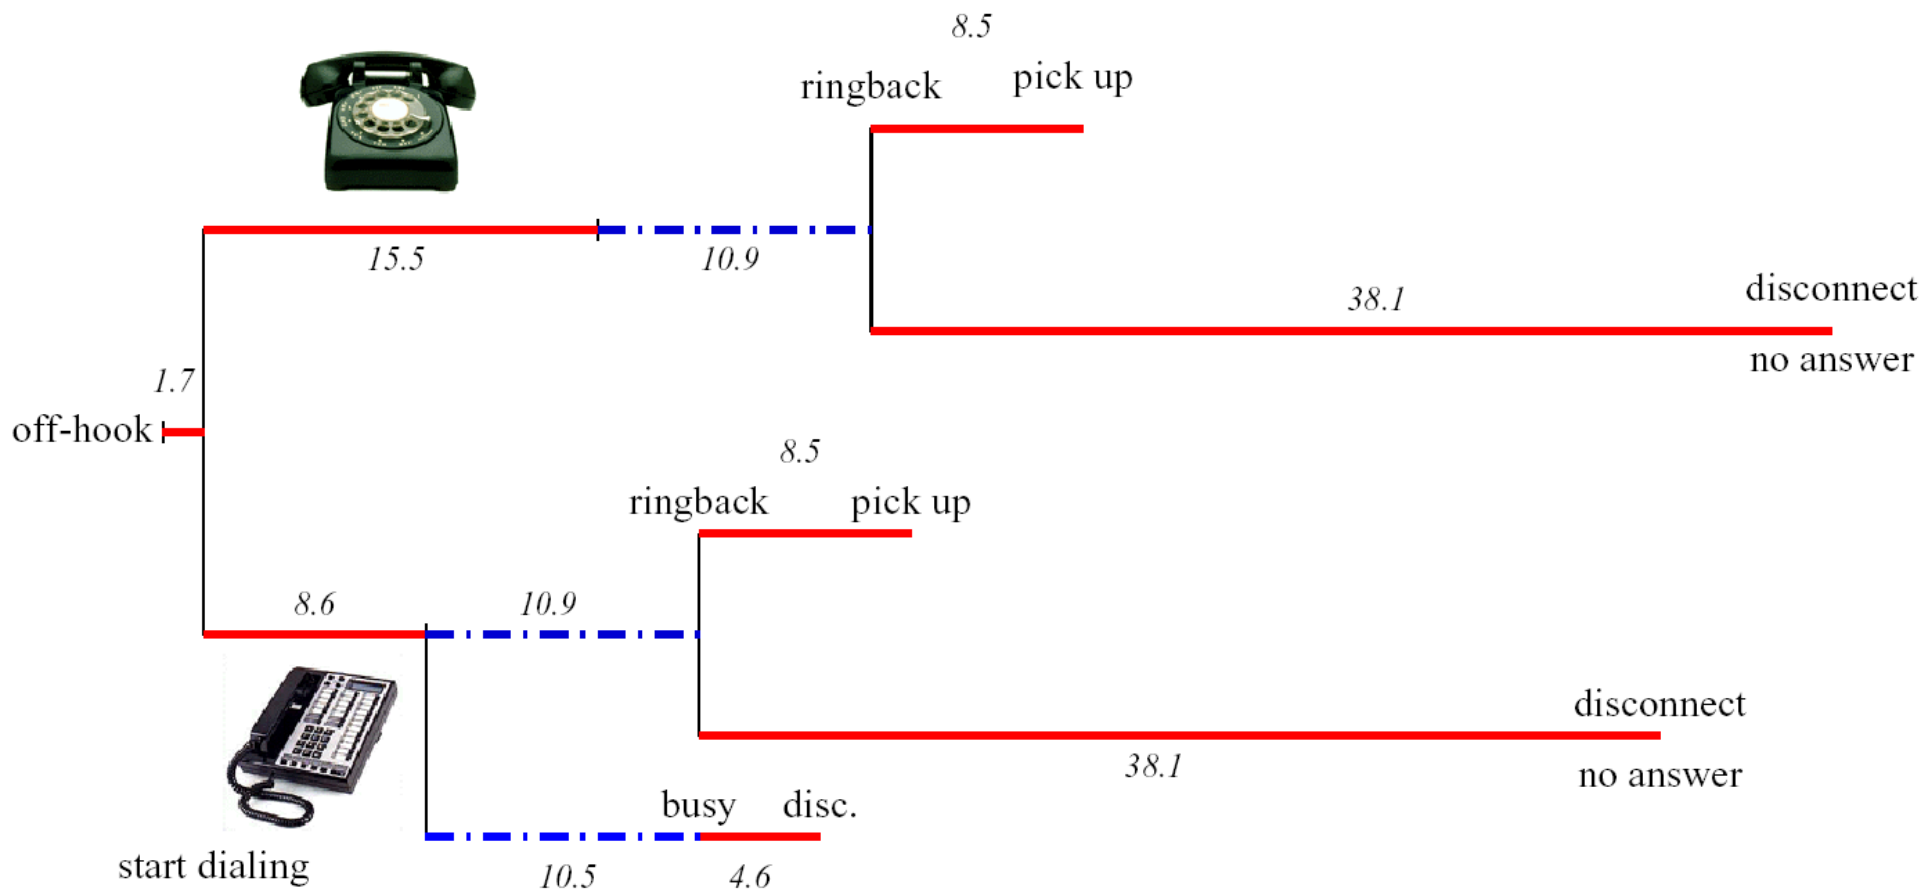 8.5
ringback pick up
15.5 10.9
38.1 disconnect
no answer
1.7
off-hook
8.5
ringback pick up
8.6 10.9
disconnect
38.1 no answer
busy disc.
start dialing 10.5 4.6